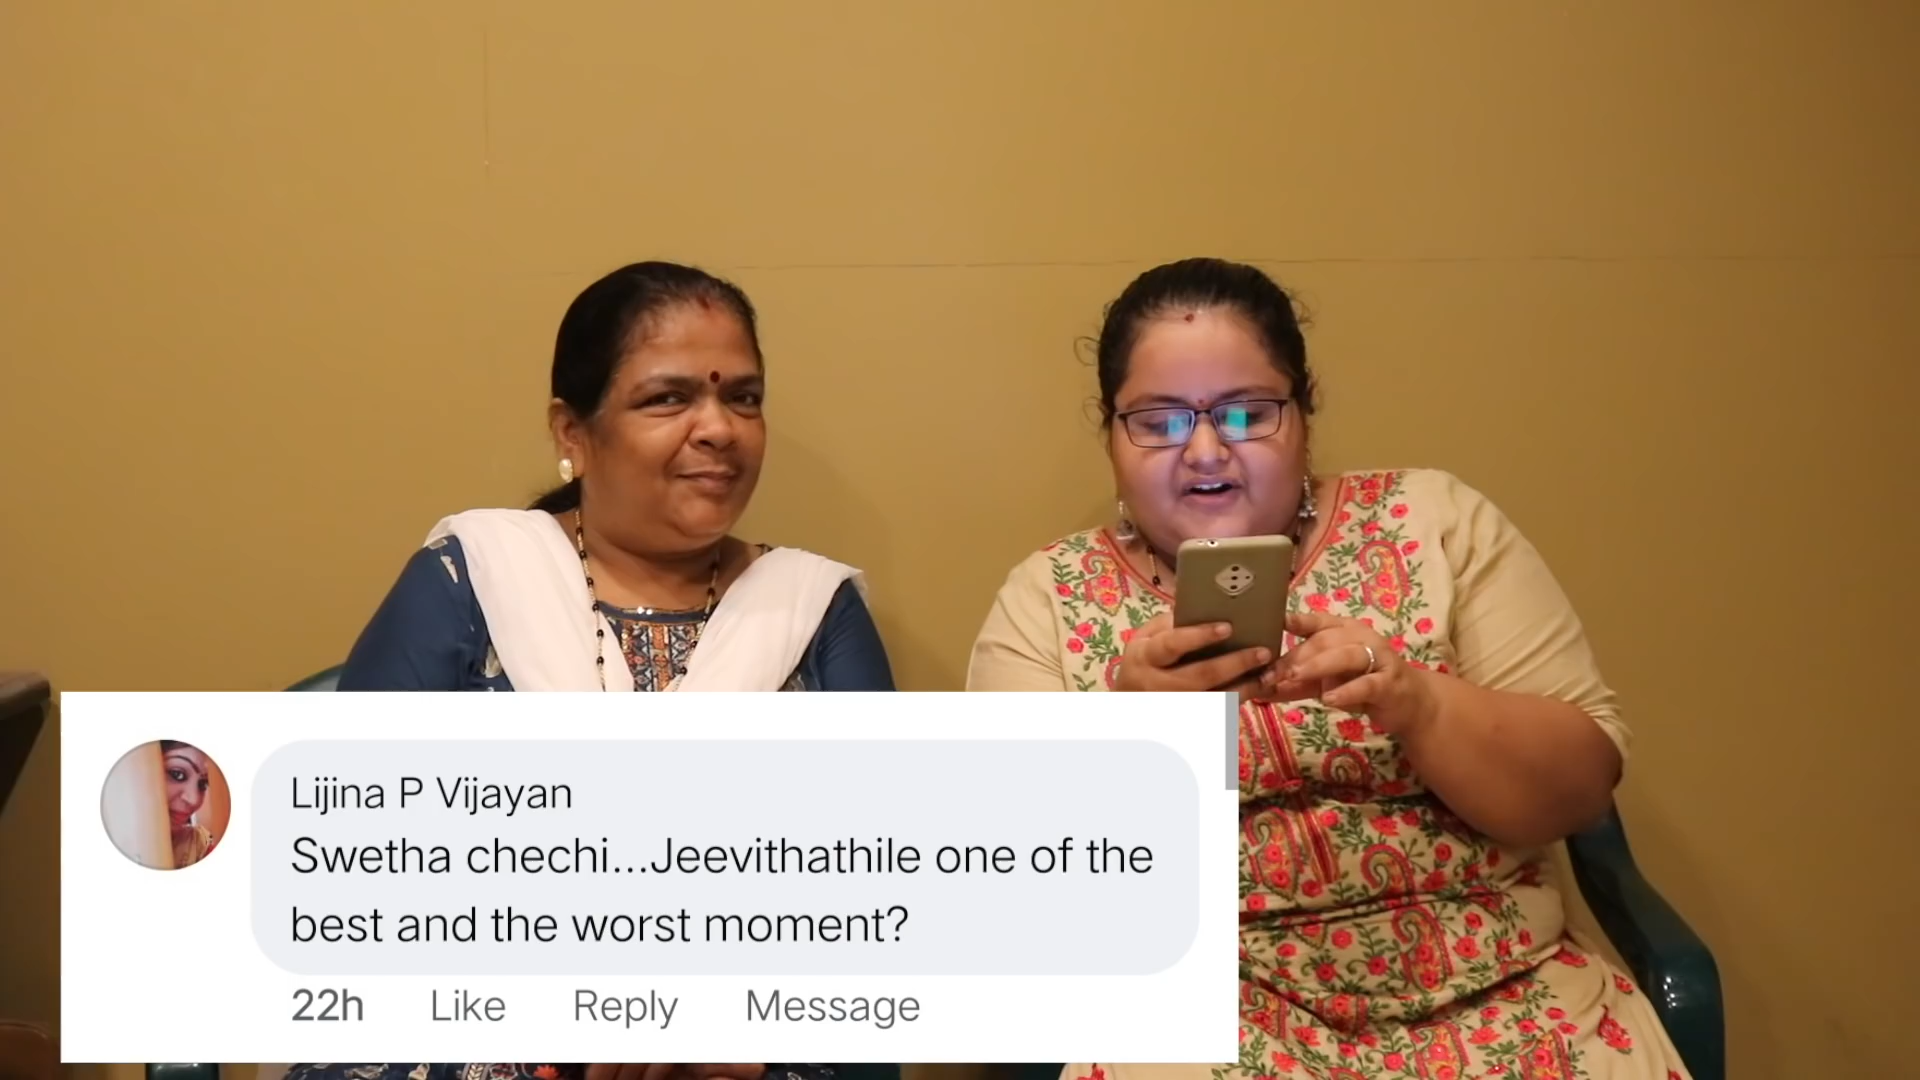 Lijina P Vijayan
Swetha chechi...Jeevithathile one of the
best and the worst moment?
22h Like Reply Message